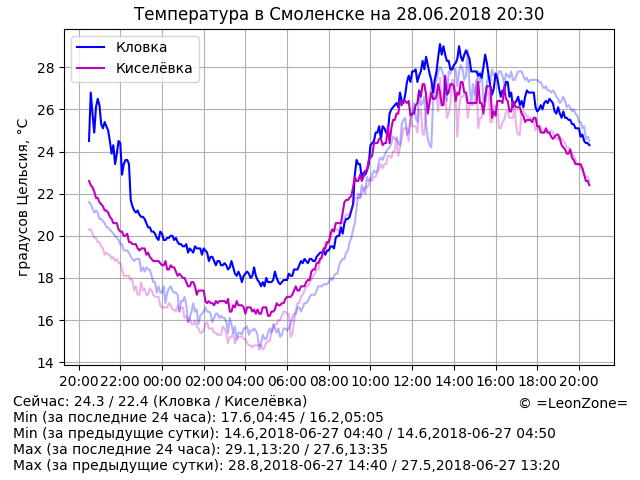 Температура в Смоленске на 28.06.2018 20:30
Кловка
Киселёвка
градусов Цельсия, °C
28
26
24
22
20
18
16
14
20:00 22:00 00:00 02:00 04:00 06:00 08:00 10:00 12:00 14:00 16:00 18:00 20:00
Сейчас: 24.3 / 22.4 (Кловка / Киселёвка)
© =LeonZone=
Min (за последние 24 часа): 17.6,04:45 / 16.2,05:05
Min (за предыдущие сутки): 14.6,2018-06-27 04:40 / 14.6,2018-06-27 04:50
Max (за последние 24 часа): 29.1,13:20 / 27.6,13:35
Max (за предыдущие сутки): 28.8,2018-06-27 14:40 / 27.5,2018-06-27 13:20